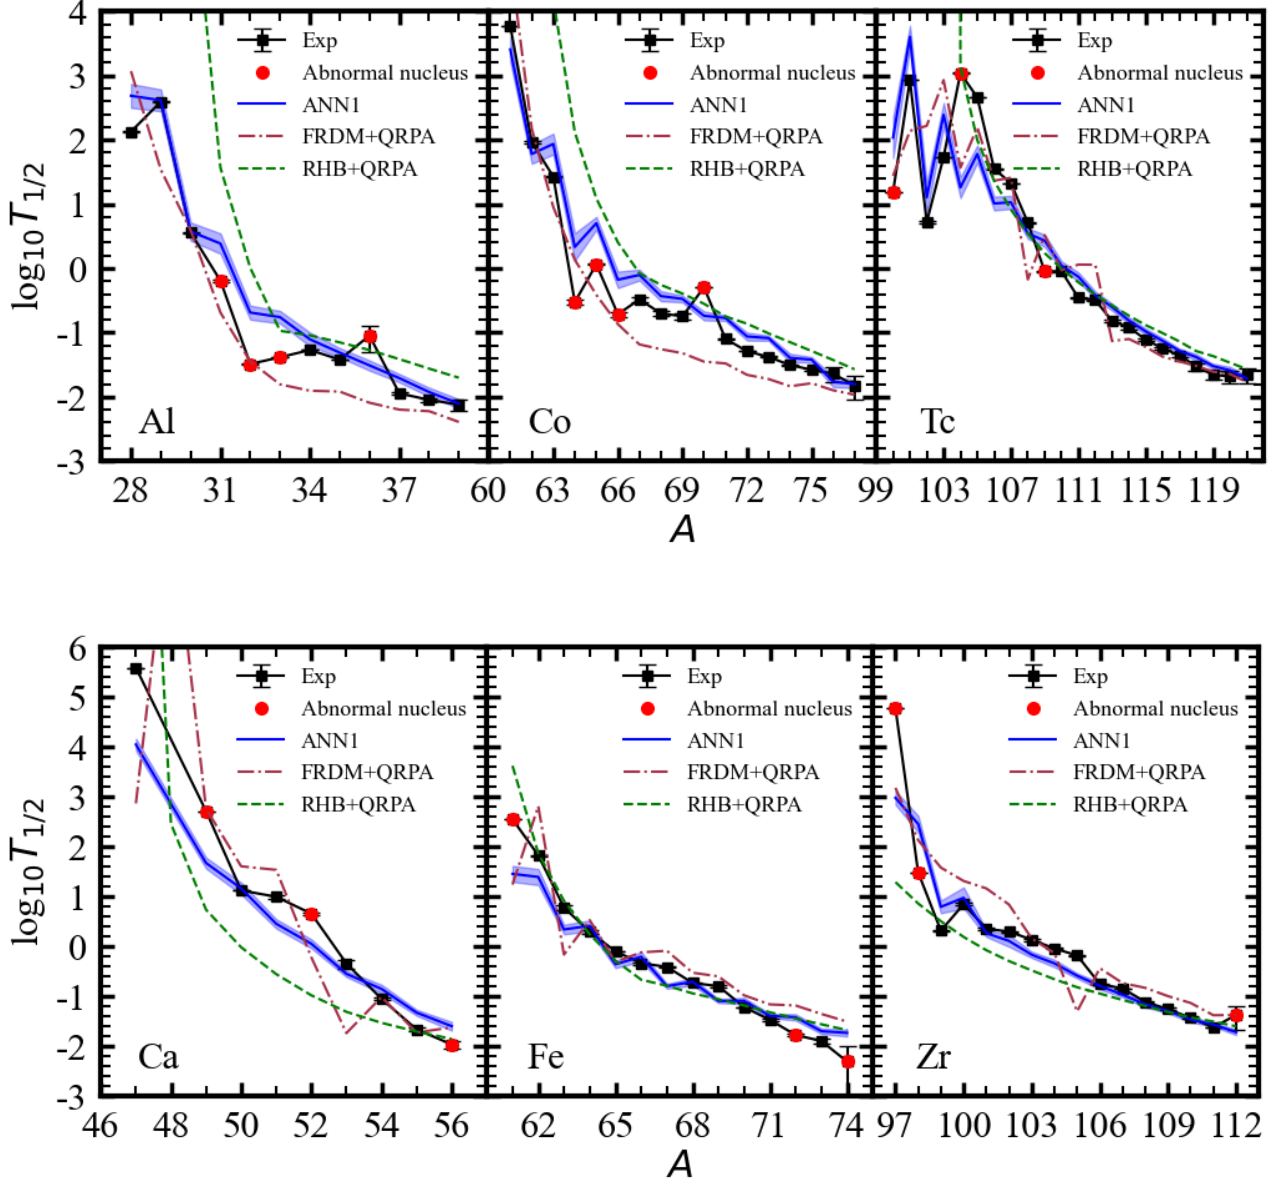 4
3
2
1
0
-1
-2
-3
log₁₀T₁/₂
Exp
Abnormal nucleus
ANN1
FRDM+QRPA
RHB+QRPA
Al
Exp
Abnormal nucleus
ANN1
FRDM+QRPA
RHB+QRPA
Co
Exp
Abnormal nucleus
ANN1
FRDM+QRPA
RHB+QRPA
Tc
28 31 34 37 60 63 66 69 72 75 99 103 107 111 115 119
A
6
5
4
3
2
1
0
-1
-2
-3
log₁₀T₁/₂
Exp
Abnormal nucleus
ANN1
FRDM+QRPA
RHB+QRPA
Ca
Exp
Abnormal nucleus
ANN1
FRDM+QRPA
RHB+QRPA
Fe
Exp
Abnormal nucleus
ANN1
FRDM+QRPA
RHB+QRPA
Zr
46 48 50 52 54 56 62 65 68 71 74 97 100 103 106 109 112
A